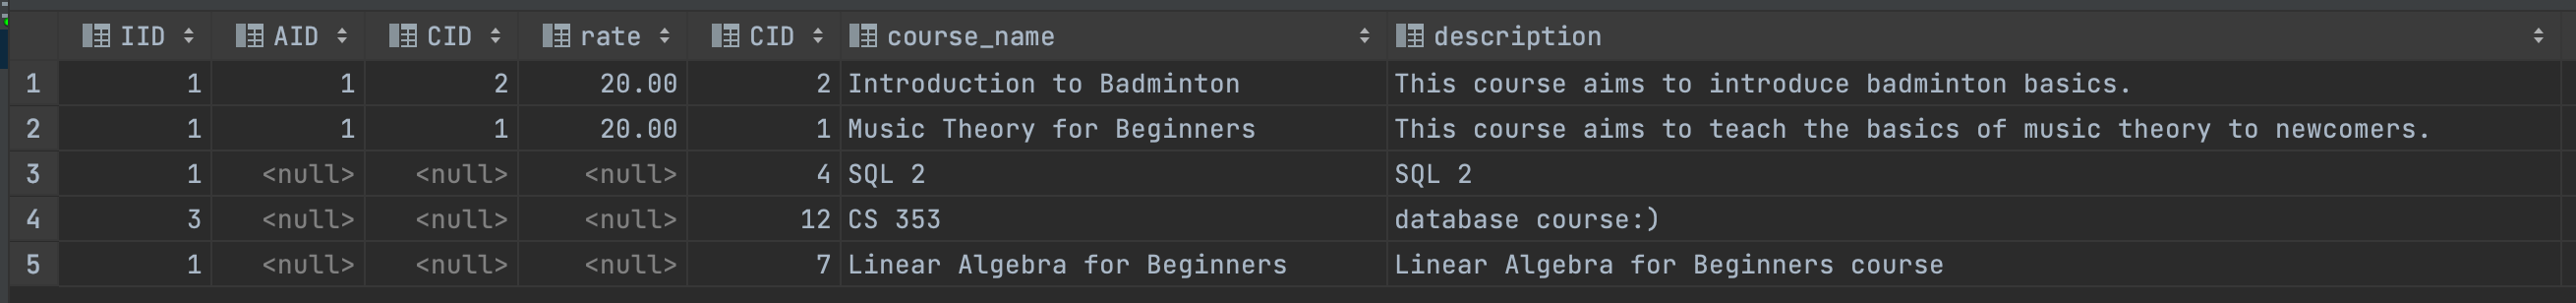 IID AID CID rate CID course_name description
1 1 1 2 20.00 2 Introduction to Badminton This course aims to introduce badminton basics.
2 1 1 1 20.00 1 Music Theory for Beginners This course aims to teach the basics of music theory to newcomers.
3 1 <null> <null> <null> 4 SQL 2 SQL 2
4 3 <null> <null> <null> 12 CS 353 database course:)
5 1 <null> <null> <null> 7 Linear Algebra for Beginners Linear Algebra for Beginners course